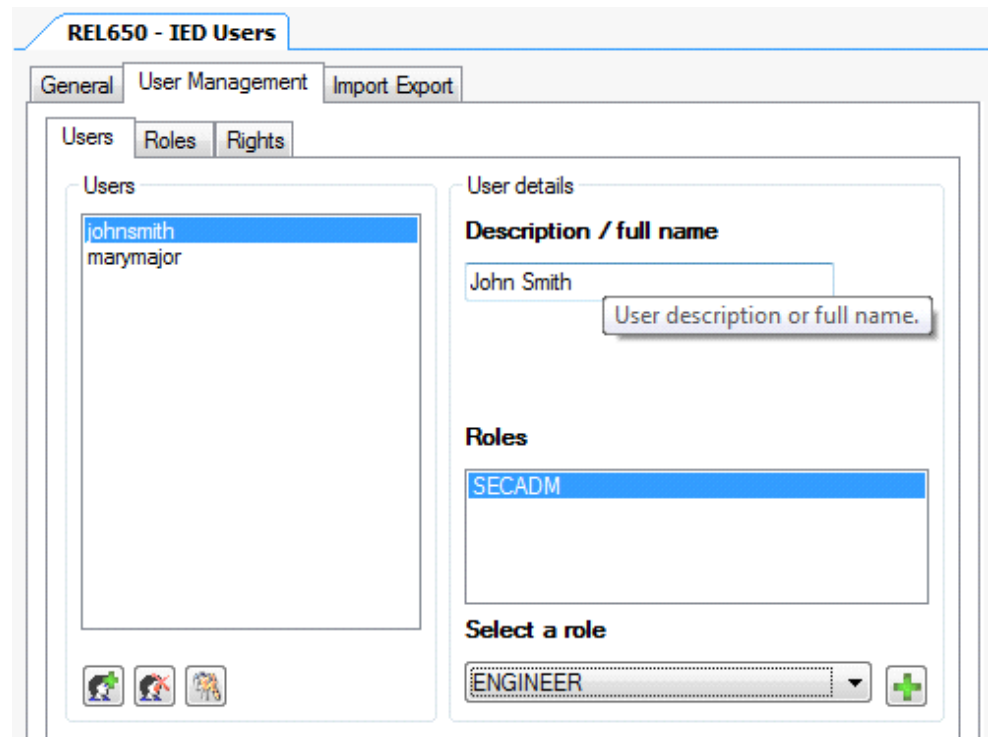 REL650 - IED Users
General User Management Import Export
Users Roles Rights
Users
johnsmith
marymajor
User details
Description / full name
John Smith
User description or full name.
Roles
SECADM
Select a role
ENGINEER